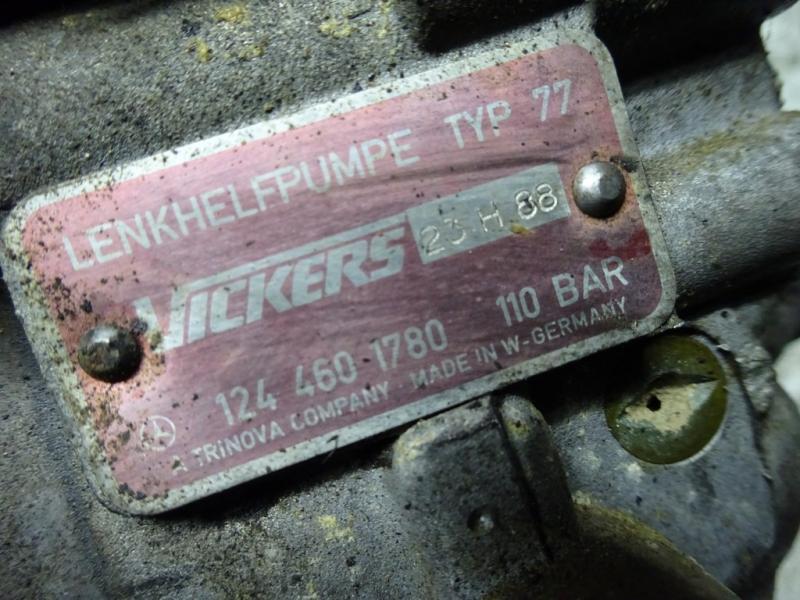 LENKHELFPUMPE TYP 77
VICKERS 23 H 88
124 460 1780 110 BAR
A TRINOVA COMPANY · MADE IN W-GERMANY